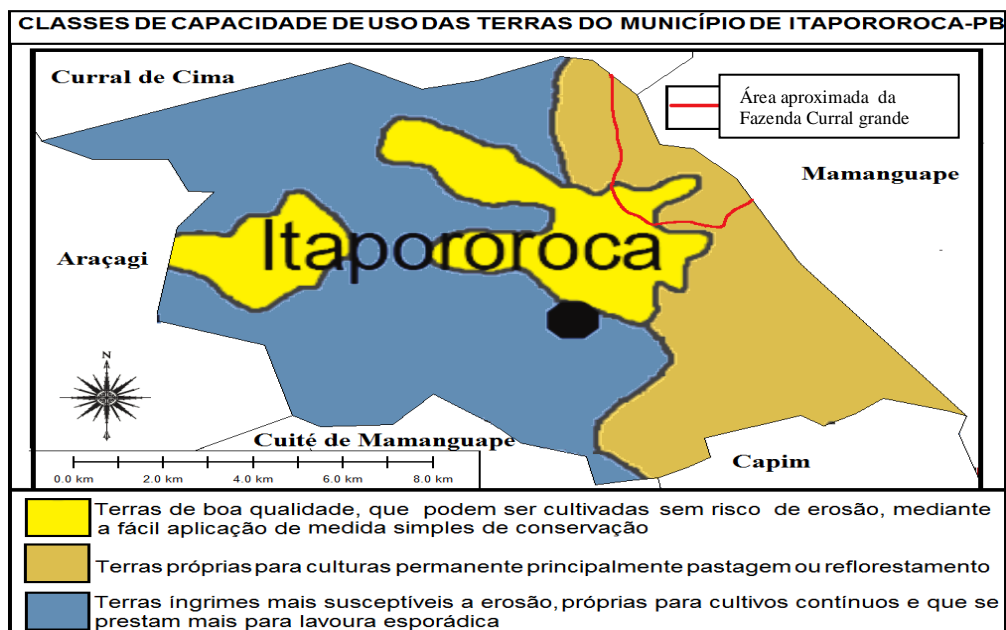 CLASSES DE CAPACIDADE DE USO DAS TERRAS DO MUNICÍPIO DE ITAPOROROCA-PB
Curral de Cima
Área aproximada da
Fazenda Curral grande
Mamanguape
Araçagi
Itapororoca
N
Cuité de Mamanguape
Capim
0.0 km 2.0 km 4.0 km 6.0 km 8.0 km
Terras de boa qualidade, que podem ser cultivadas sem risco de erosão, mediante
a fácil aplicação de medida simples de conservação
Terras próprias para culturas permanente principalmente pastagem ou reflorestamento
Terras íngrimes mais susceptíveis a erosão, próprias para cultivos contínuos e que se
prestam mais para lavoura esporádica